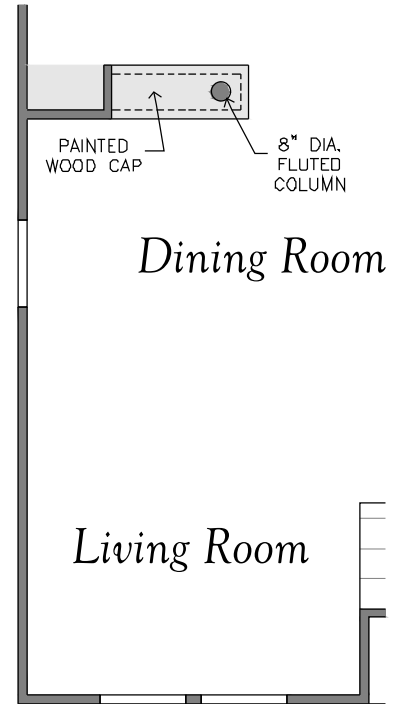 PAINTED
WOOD CAP
8" DIA.
FLUTED
COLUMN
Dining Room
Living Room